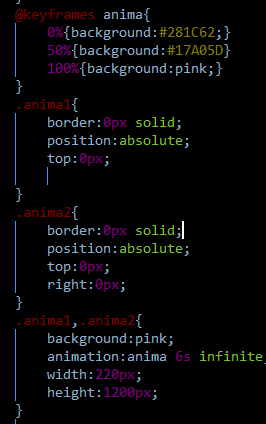 @keyframes anima{
0%{background:#281C62;}
50%{background:#17A05D}
100%{background:pink;}
}
.anima1{
border:0px solid;
position:absolute;
top:0px;
}
.anima2{
border:0px solid;
position:absolute;
top:0px;
right:0px;
}
.anima1,.anima2{
background:pink;
animation:anima 6s infinite;
width:220px;
height:1200px;
}